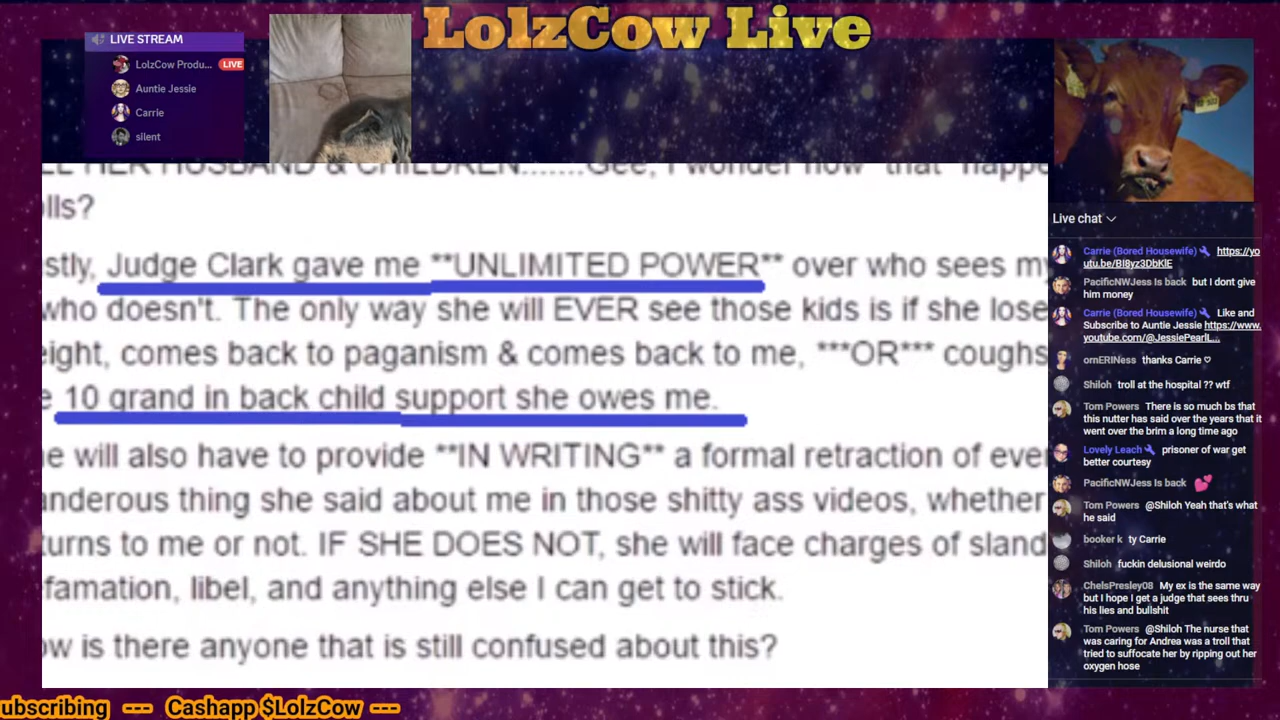 LolzCow Live
LIVE STREAM
LolzCow Produ... LIVE
Auntie Jessie
Carrie
silent
HER HUSBAND & CHILDREN.......Gee, I wonder how that
olls?
Judge Clark gave me **UNLIMITED POWER** over who sees my
who doesn't. The only way she will EVER see those kids is if she lose
eight, comes back to paganism & comes back to me, ***OR*** coughs
e 10 grand in back child support she owes me.
e will also have to provide **IN WRITING** a formal retraction of ever
anderous thing she said about me in those shitty ass videos, whether
turns to me or not. IF SHE DOES NOT, she will face charges of sland
famation, libel, and anything else I can get to stick.
ow is there anyone that is still confused about this?
Live chat
Carrie (Bored Housewife) https://yo
PacificNWJess Is back but I dont give
him money
Carrie (Bored Housewife) Like and
Subscribe to Auntie Jessie https://www.
youtube.com/@JessiePearlL...
ornERINess thanks Carrie ♡
Shiloh troll at the hospital ?? wtf
Tom Powers There is so much bs that
this nutter has said over the years that it
went over the brim a long time ago
Lovely Leach prisoner of war get
better courtesy
PacificNWJess Is back 💕
Tom Powers @Shiloh Yeah that's what
he said
booker k ty Carrie
Shiloh fuckin delusional weirdo
ChelsPresley08 My ex is the same way
but I hope I get a judge that sees thru
his lies and bullshit
Tom Powers @Shiloh The nurse that
was caring for Andrea was a troll that
tried to suffocate her by ripping out her
oxygen hose
ubscribing --- Cashapp $LolzCow ---